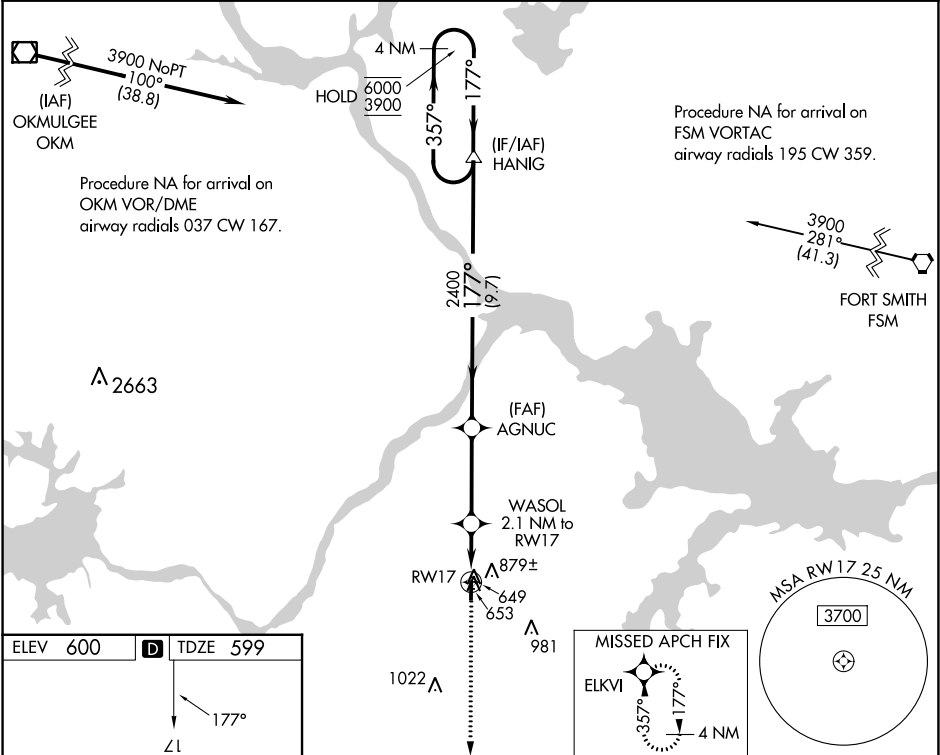 3900 NoPT
100°
(38.8)
(IAF)
OKMULGEE
OKM
4 NM
HOLD
6000
3900
357°
177°
(IF/IAF)
HANIG
Procedure NA for arrival on
FSM VORTAC
airway radials 195 CW 359.
Procedure NA for arrival on
OKM VOR/DME
airway radials 037 CW 167.
3900
281°
(41.3)
FORT SMITH
FSM
2400
177°
(9.7)
2663
(FAF)
AGNUC
WASOL
2.1 NM to
RW17
RW17
879±
649
653
981
1022
MSA RW17 25 NM
3700
MISSED APCH FIX
ELKVI
357°
177°
4 NM
ELEV 600
D
TDZE 599
177°
17